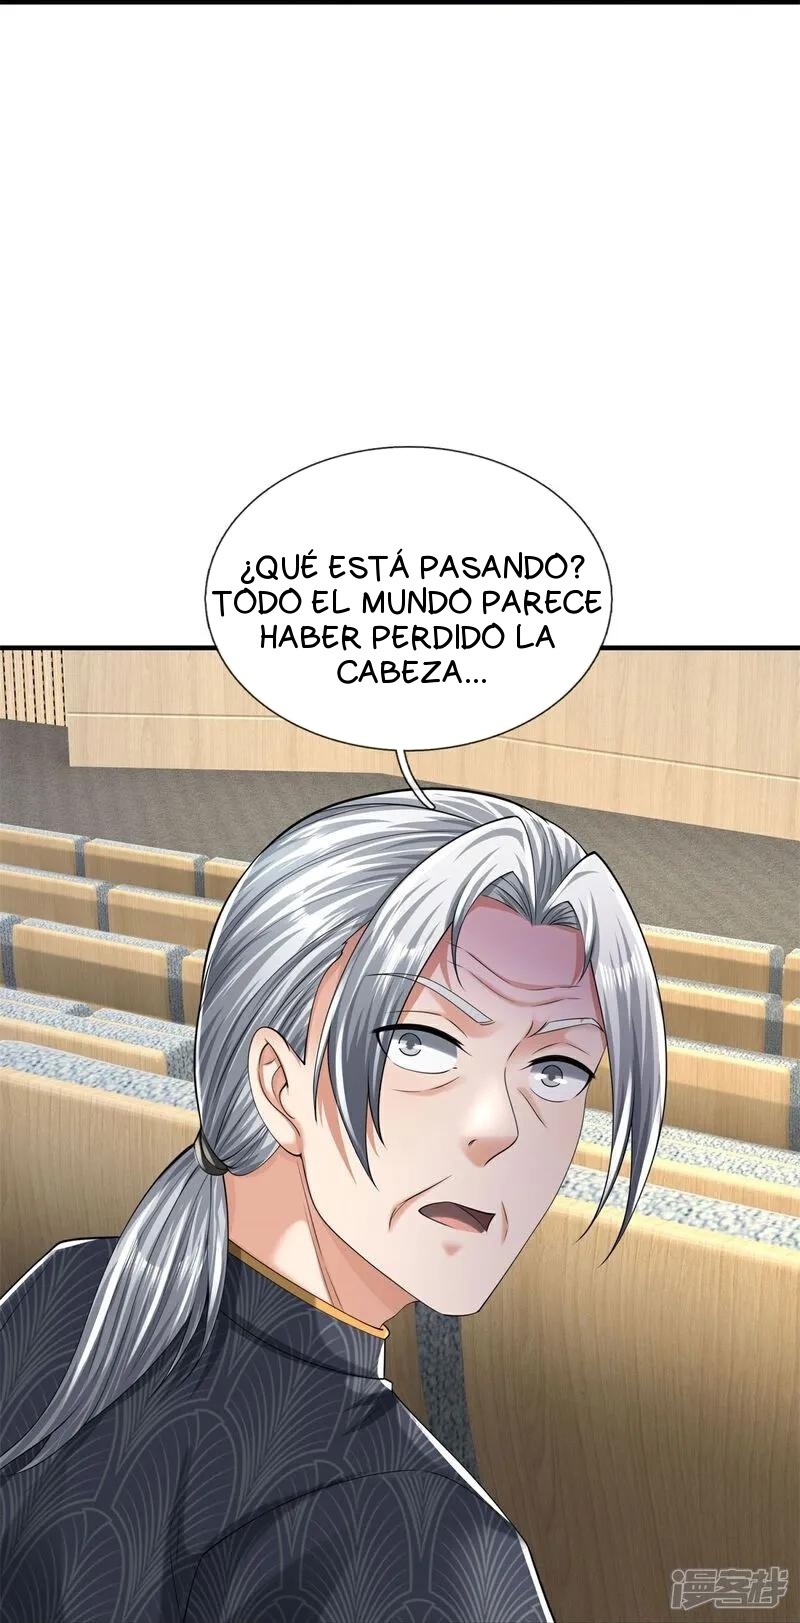 ¿QUÉ ESTÁ PASANDO?
TODO EL MUNDO PARECE
HABER PERDIDO LA
CABEZA...
漫客栈